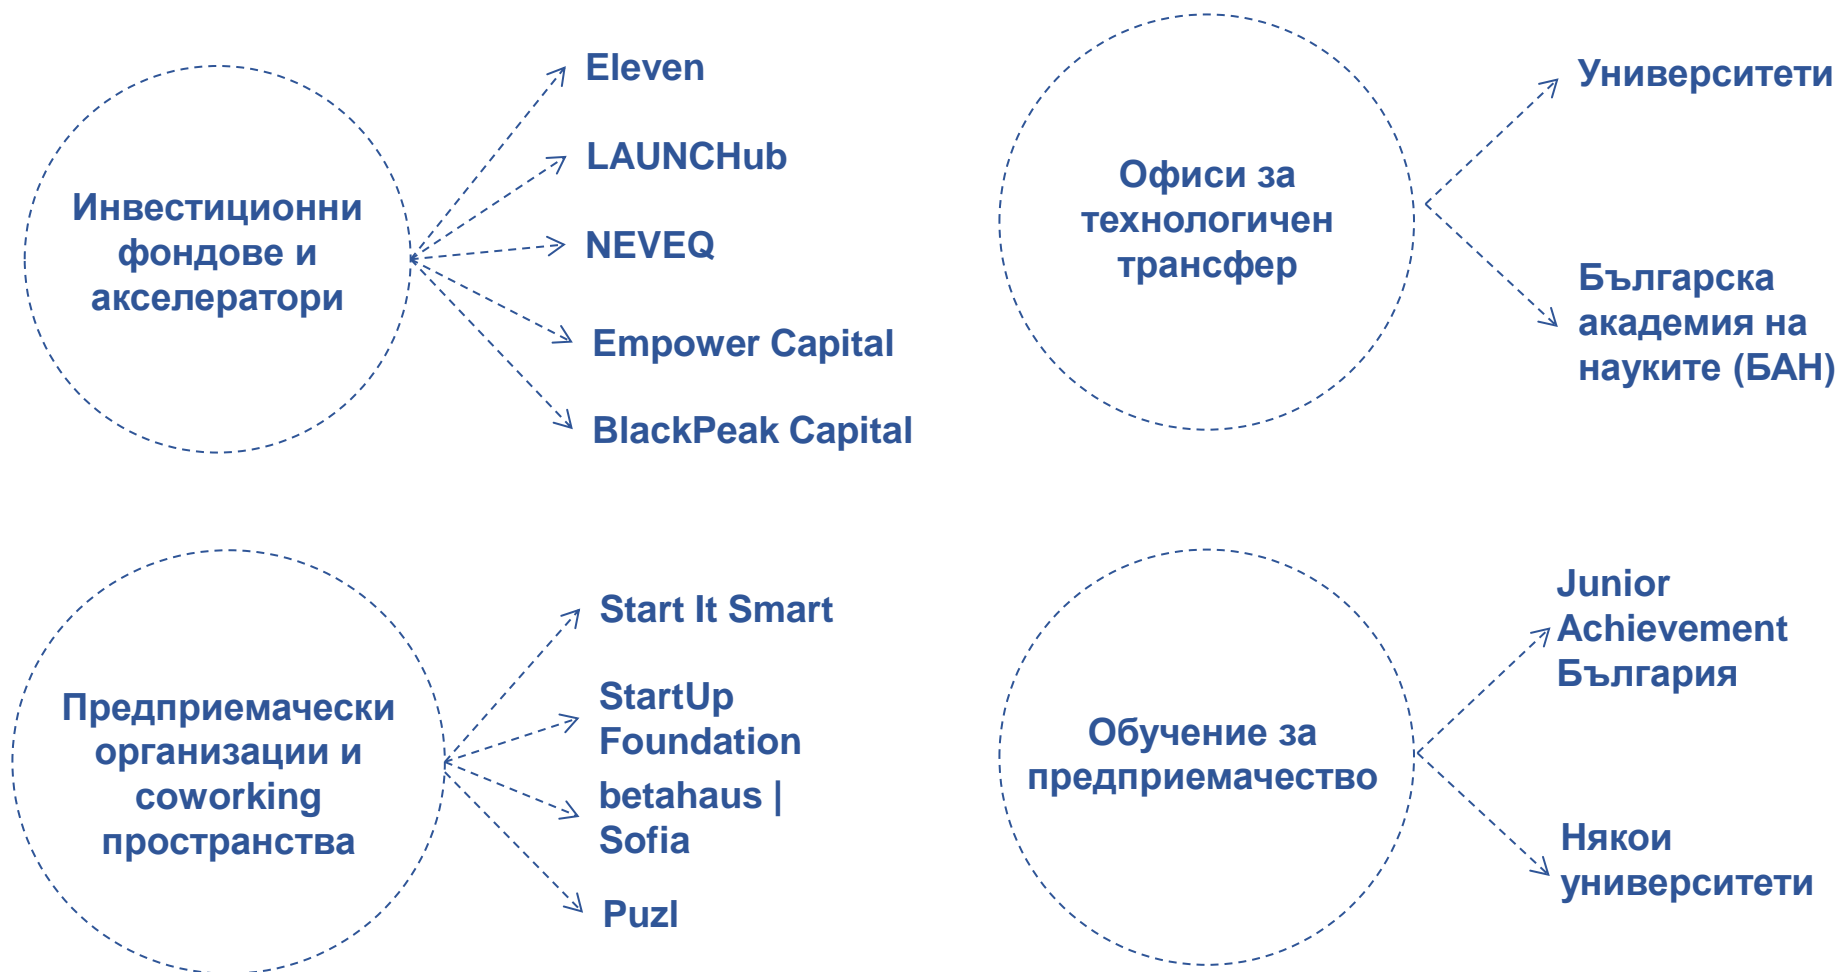 Инвестиционни
фондове и
акселератори
Eleven
LAUNCHub
NEVEQ
Empower Capital
BlackPeak Capital
Офиси за
технологичен
трансфер
Университети
Българска
академия на
науките (БАН)
Предприемачески
организации и
coworking
пространства
Start It Smart
StartUp
Foundation
betahaus |
Sofia
Puzl
Обучение за
предприемачество
Junior
Achievement
България
Някои
университети